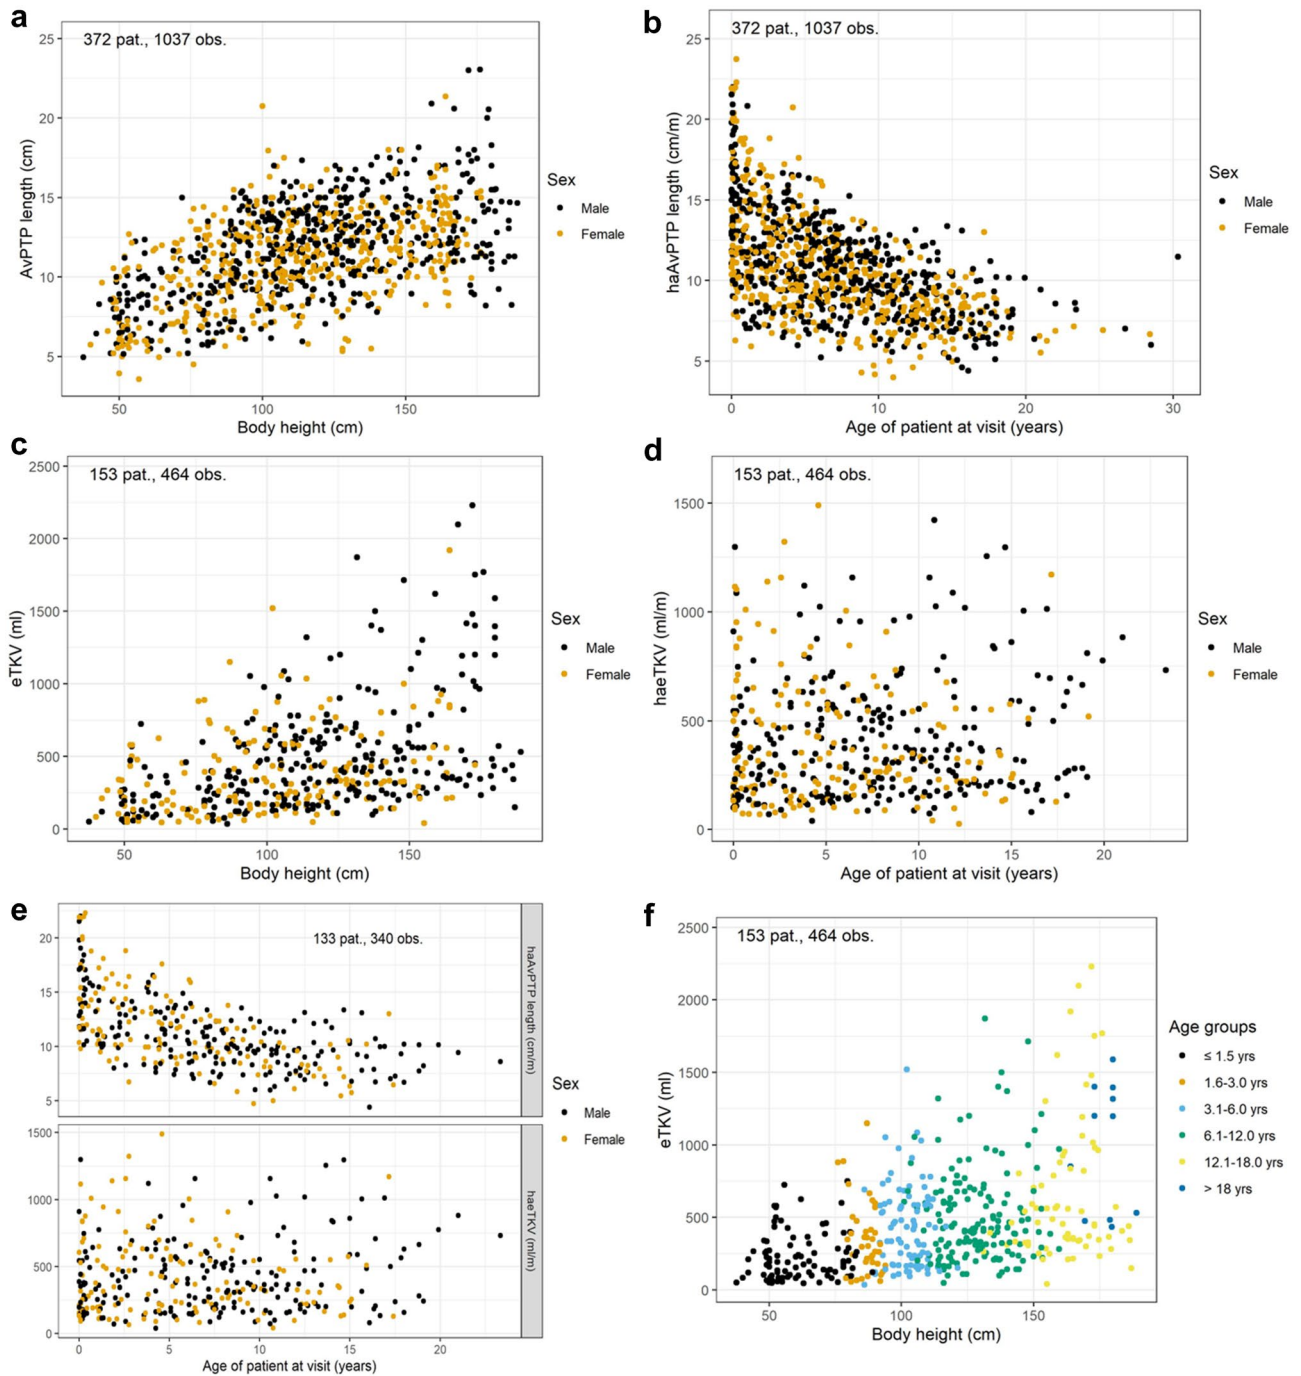 a
372 pat., 1037 obs.
25
20
15
10
5
AvPTP length (cm)
50
100
150
Body height (cm)
Sex
Male
Female
b
372 pat., 1037 obs.
25
20
15
10
5
haAvPTP length (cm/m)
0
10
20
30
Age of patient at visit (years)
Sex
Male
Female
c
153 pat., 464 obs.
2500
2000
1500
1000
500
0
eTKV (ml)
50
100
150
Body height (cm)
Sex
Male
Female
d
153 pat., 464 obs.
1500
1000
500
0
haeTKV (ml/m)
0
5
10
15
20
Age of patient at visit (years)
Sex
Male
Female
e
133 pat., 340 obs.
20
15
10
5
haAvPTP length (cm/m)
1500
1000
500
0
haeTKV (ml/m)
0
5
10
15
20
Age of patient at visit (years)
Sex
Male
Female
f
153 pat., 464 obs.
2500
2000
1500
1000
500
0
eTKV (ml)
50
100
150
Body height (cm)
Age groups
≤ 1.5 yrs
1.6-3.0 yrs
3.1-6.0 yrs
6.1-12.0 yrs
12.1-18.0 yrs
> 18 yrs